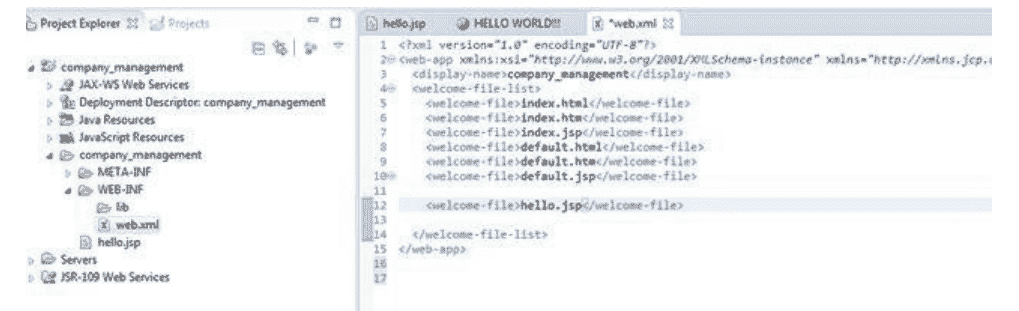 Project Explorer Projects
company_management
JAX-WS Web Services
Deployment Descriptor: company_management
Java Resources
JavaScript Resources
company_management
META-INF
WEB-INF
lib
web.xml
hello.jsp
Servers
JSR-109 Web Services
hello.jsp HELLO WORLD!!! *web.xml
1 <?xml version="1.0" encoding="UTF-8"?>
2 <web-app xmlns:xsi="http://www.w3.org/2001/XMLSchema-instance" xmlns="http://xmlns.jcp.
3 <display-name>company_management</display-name>
4 <welcome-file-list>
5 <welcome-file>index.html</welcome-file>
6 <welcome-file>index.htm</welcome-file>
7 <welcome-file>index.jsp</welcome-file>
8 <welcome-file>default.html</welcome-file>
9 <welcome-file>default.htm</welcome-file>
10 <welcome-file>default.jsp</welcome-file>
11
12 <welcome-file>hello.jsp</welcome-file>
13
14 </welcome-file-list>
15 </web-app>
16
17